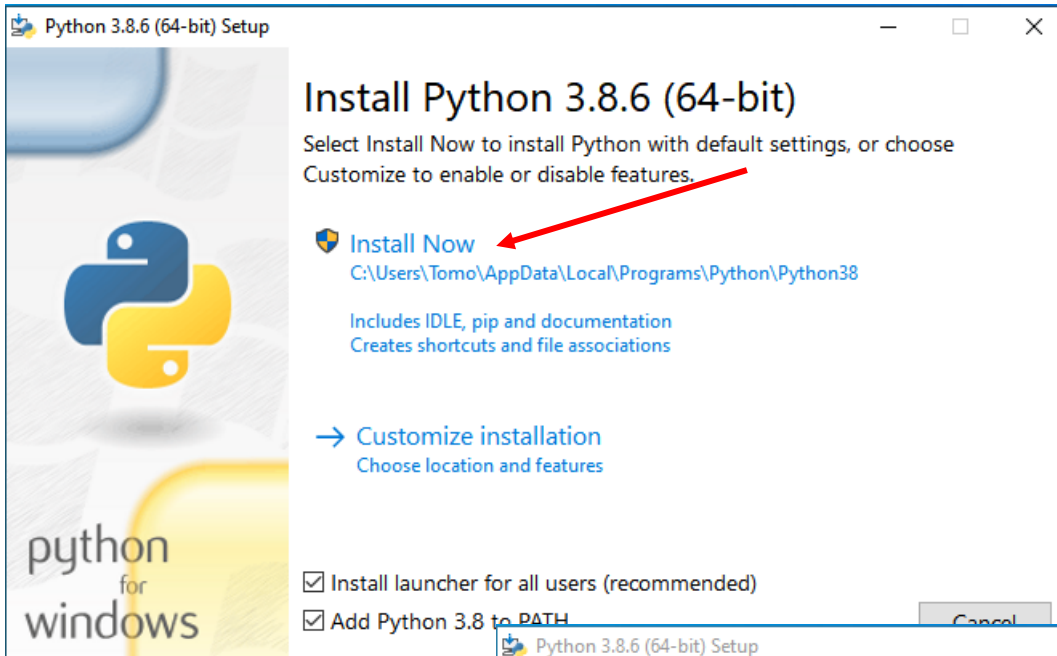 Python 3.8.6 (64-bit) Setup
Install Python 3.8.6 (64-bit)
Select Install Now to install Python with default settings, or choose
Customize to enable or disable features.
Install Now
C:\Users\Tomo\AppData\Local\Programs\Python\Python38
Includes IDLE, pip and documentation
Creates shortcuts and file associations
Customize installation
Choose location and features
python
for
windows
Install launcher for all users (recommended)
Add Python 3.8 to PATH
Cancel
Python 3.8.6 (64-bit) Setup